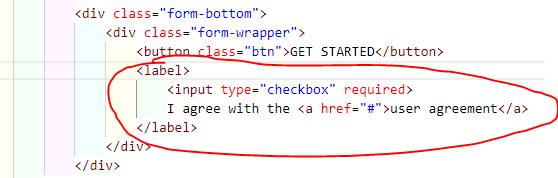 <div class="form-bottom">
<div class="form-wrapper">
<button class="btn">GET STARTED</button>
<label>
<input type="checkbox" required>
I agree with the <a href="#">user agreement</a>
</label>
</div>
</div>